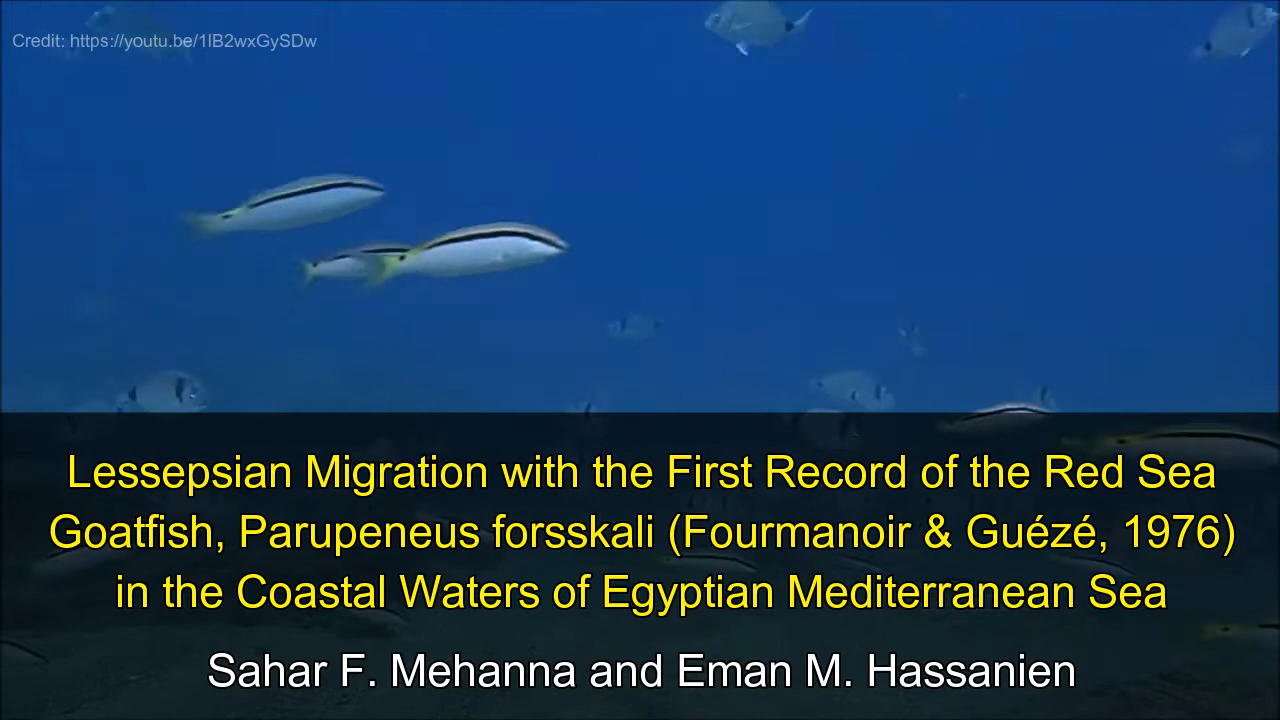 Credit: https://youtu.be/1lB2wxGySDw
Lessepsian Migration with the First Record of the Red Sea
Goatfish, Parupeneus forsskali (Fourmanoir & Guézé, 1976)
in the Coastal Waters of Egyptian Mediterranean Sea
Sahar F. Mehanna and Eman M. Hassanien